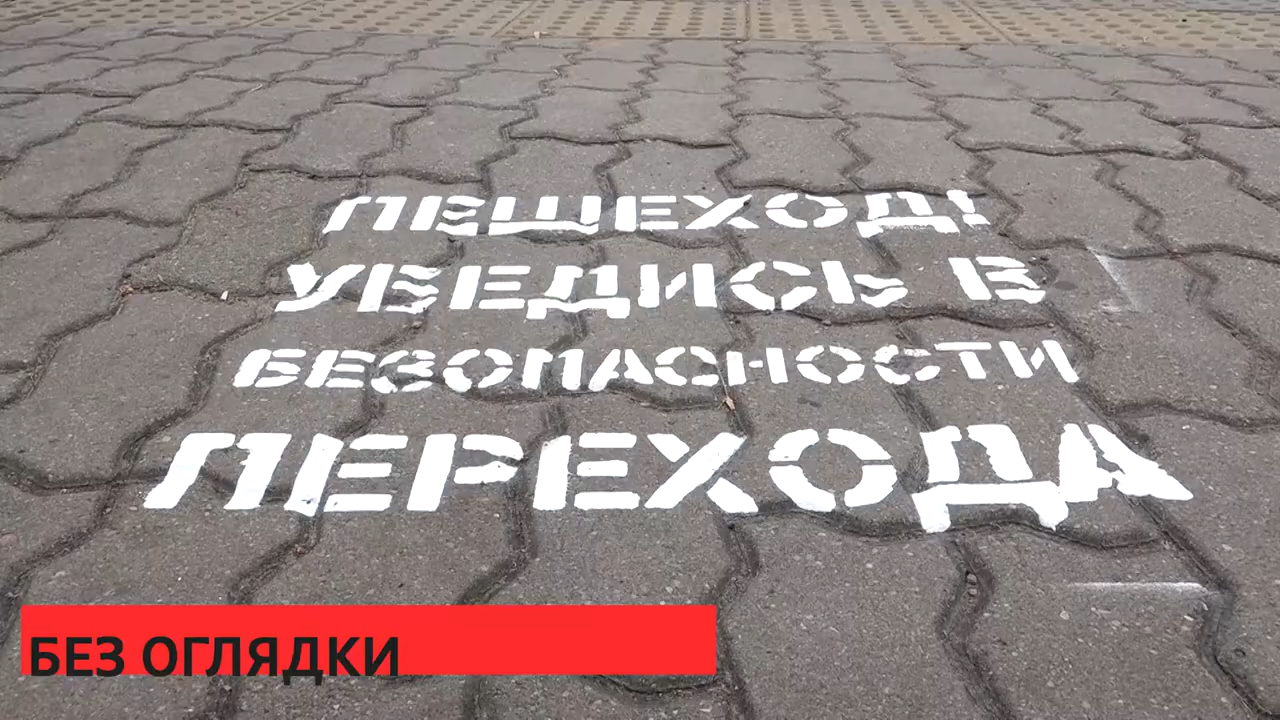 ПЕШЕХОД!
УБЕДИСЬ В
БЕЗОПАСНОСТИ
ПЕРЕХОДА
БЕЗ ОГЛЯДКИ